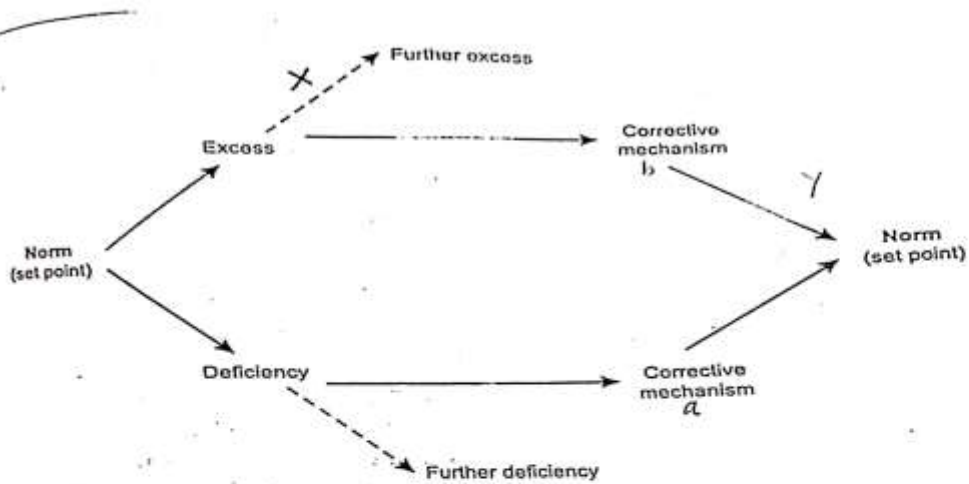 Further excess
X
Excess
Corrective
mechanism
b
Y
Norm
(set point)
Norm
(set point)
Deficiency
Corrective
mechanism
a
Further deficiency